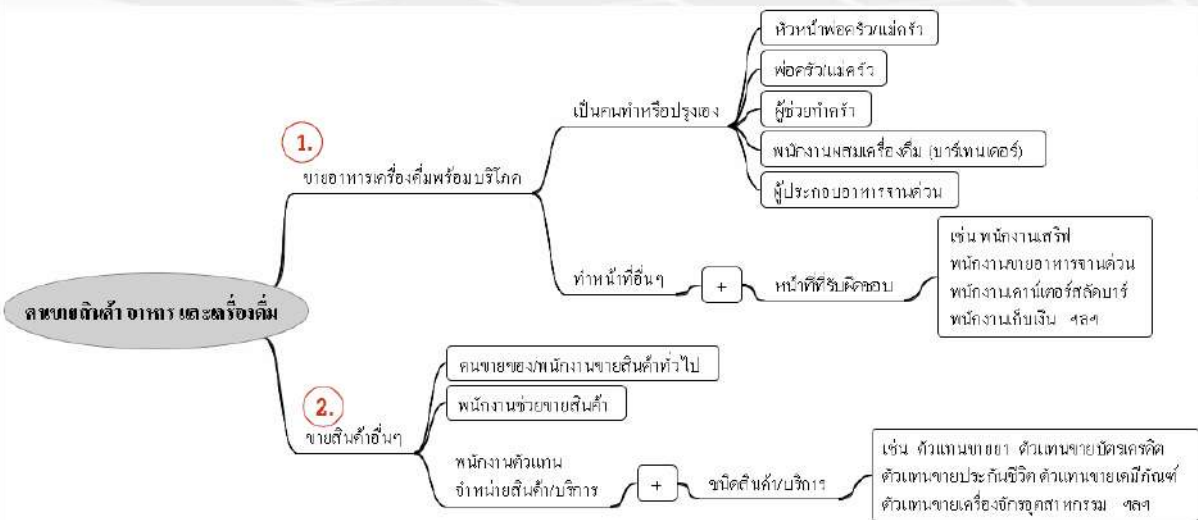 คนขายสินค้า อาหาร และเครื่องดื่ม
1.
ขายอาหารเครื่องดื่มพร้อมบริโภค
เป็นคนทำหรือปรุงเอง
หัวหน้าพ่อครัว/แม่ครัว
พ่อครัว/แม่ครัว
ผู้ช่วยทำครัว
พนักงานผสมเครื่องดื่ม (บาร์เทนเดอร์)
ผู้ประกอบอาหารจานด่วน
ทำหน้าที่อื่นๆ
+
หน้าที่ที่รับผิดชอบ
เช่น พนักงานเสริฟ
พนักงานขายอาหารจานด่วน
พนักงานเคาน์เตอร์สลัดบาร์
พนักงานเก็บเงิน ฯลฯ
2.
ขายสินค้าอื่นๆ
คนขายของ/พนักงานขายสินค้าทั่วไป
พนักงานช่วยขายสินค้า
พนักงานตัวแทน
จำหน่ายสินค้า/บริการ
+
ชนิดสินค้า/บริการ
เช่น ตัวแทนขายยา ตัวแทนขายบัตรเครดิต
ตัวแทนขายประกันชีวิต ตัวแทนขายเคมีภัณฑ์
ตัวแทนขายเครื่องจักรอุตสาหกรรม ฯลฯ